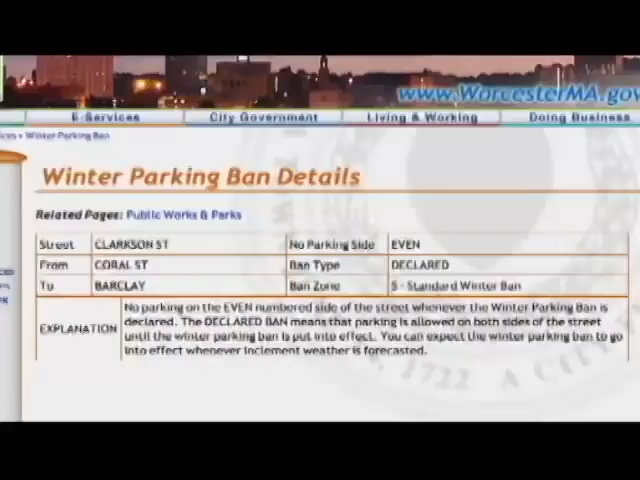 www.WorcesterMA.gov
E-Services City Government Living & Working Doing Business
Winter Parking Ban
Winter Parking Ban Details
Related Pages: Public Works & Parks
Street CLARKSON ST No Parking Side EVEN
From CORAL ST Ban Type DECLARED
To BARCLAY Ban Zone S - Standard Winter Ban
EXPLANATION
No parking on the EVEN numbered side of the street whenever the Winter Parking Ban is
declared. The DECLARED BAN means that parking is allowed on both sides of the street
until the winter parking ban is put into effect. You can expect the winter parking ban to go
into effect whenever inclement weather is forecasted.
1722 A CITY